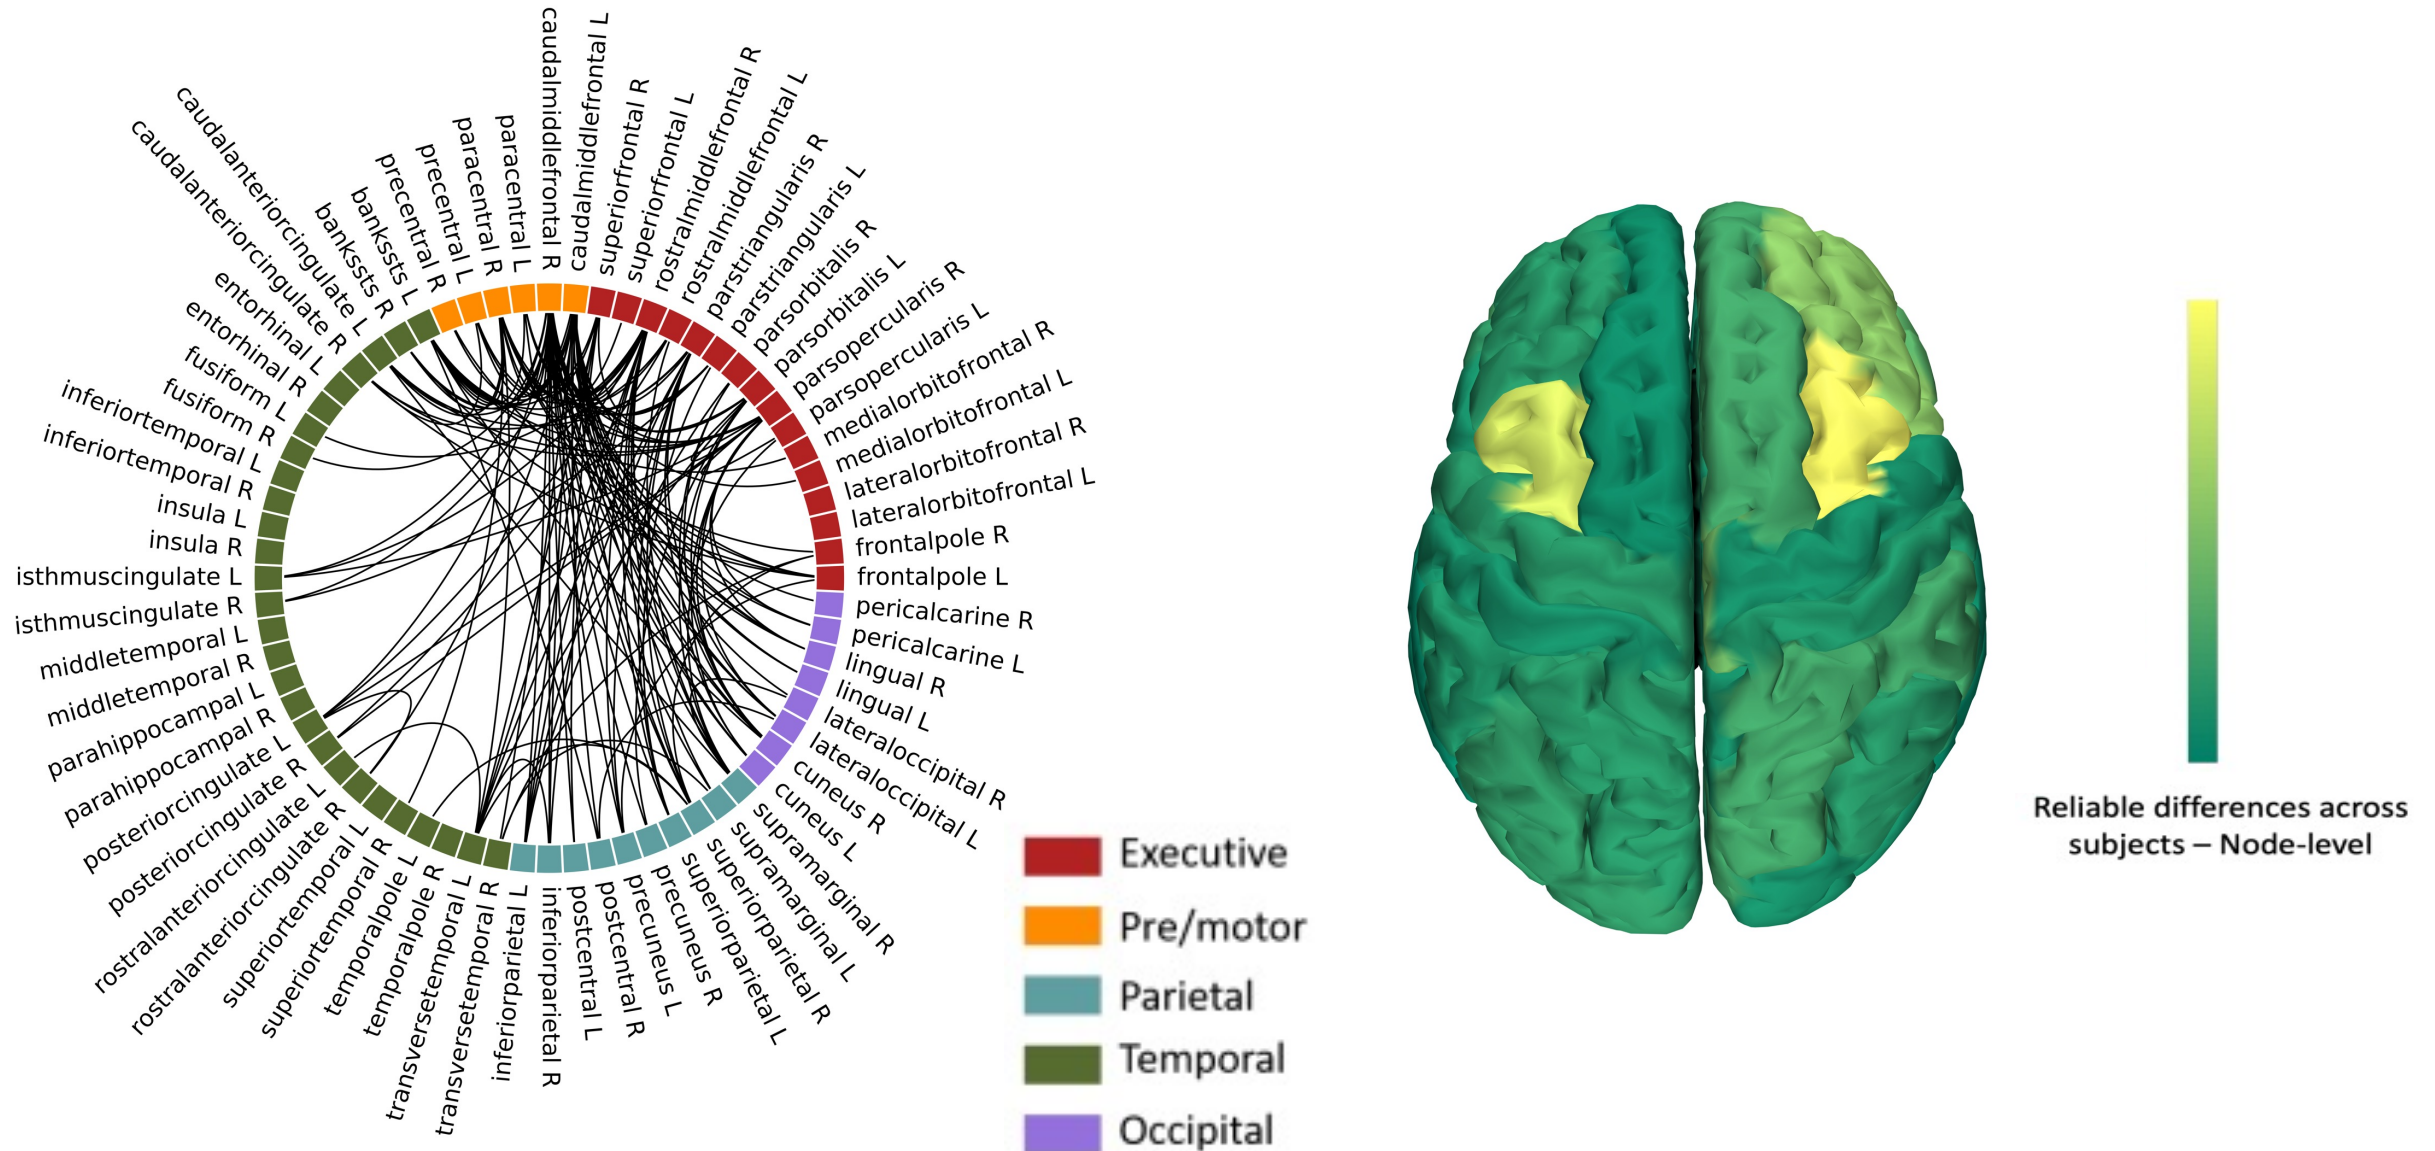 caudalmiddlefrontal R
caudalmiddlefrontal L
superiorfrontal R
superiorfrontal L
rostralmiddlefrontal R
rostralmiddlefrontal L
parstriangularis R
parstriangularis L
parsorbitalis R
parsorbitalis L
parsopercularis R
parsopercularis L
medialorbitofrontal R
medialorbitofrontal L
lateralorbitofrontal R
lateralorbitofrontal L
frontalpole R
frontalpole L
pericalcarine R
pericalcarine L
lingual R
lingual L
lateraloccipital R
lateraloccipital L
cuneus R
cuneus L
supramarginal R
supramarginal L
superiorparietal R
superiorparietal L
precuneus R
precuneus L
postcentral R
postcentral L
inferiorparietal R
inferiorparietal L
transversetemporal R
transversetemporal L
temporalpole R
temporalpole L
superiortemporal R
superiortemporal L
rostralanteriorcingulate R
rostralanteriorcingulate L
posteriorcingulate R
posteriorcingulate L
parahippocampal R
parahippocampal L
middletemporal R
middletemporal L
isthmuscingulate R
isthmuscingulate L
insula R
insula L
inferiortemporal R
inferiortemporal L
fusiform R
fusiform L
entorhinal R
entorhinal L
caudalanteriorcingulate R
caudalanteriorcingulate L
bankssts R
bankssts L
precentral R
precentral L
paracentral R
paracentral L
Executive
Pre/motor
Parietal
Temporal
Occipital
Reliable differences across
subjects – Node-level